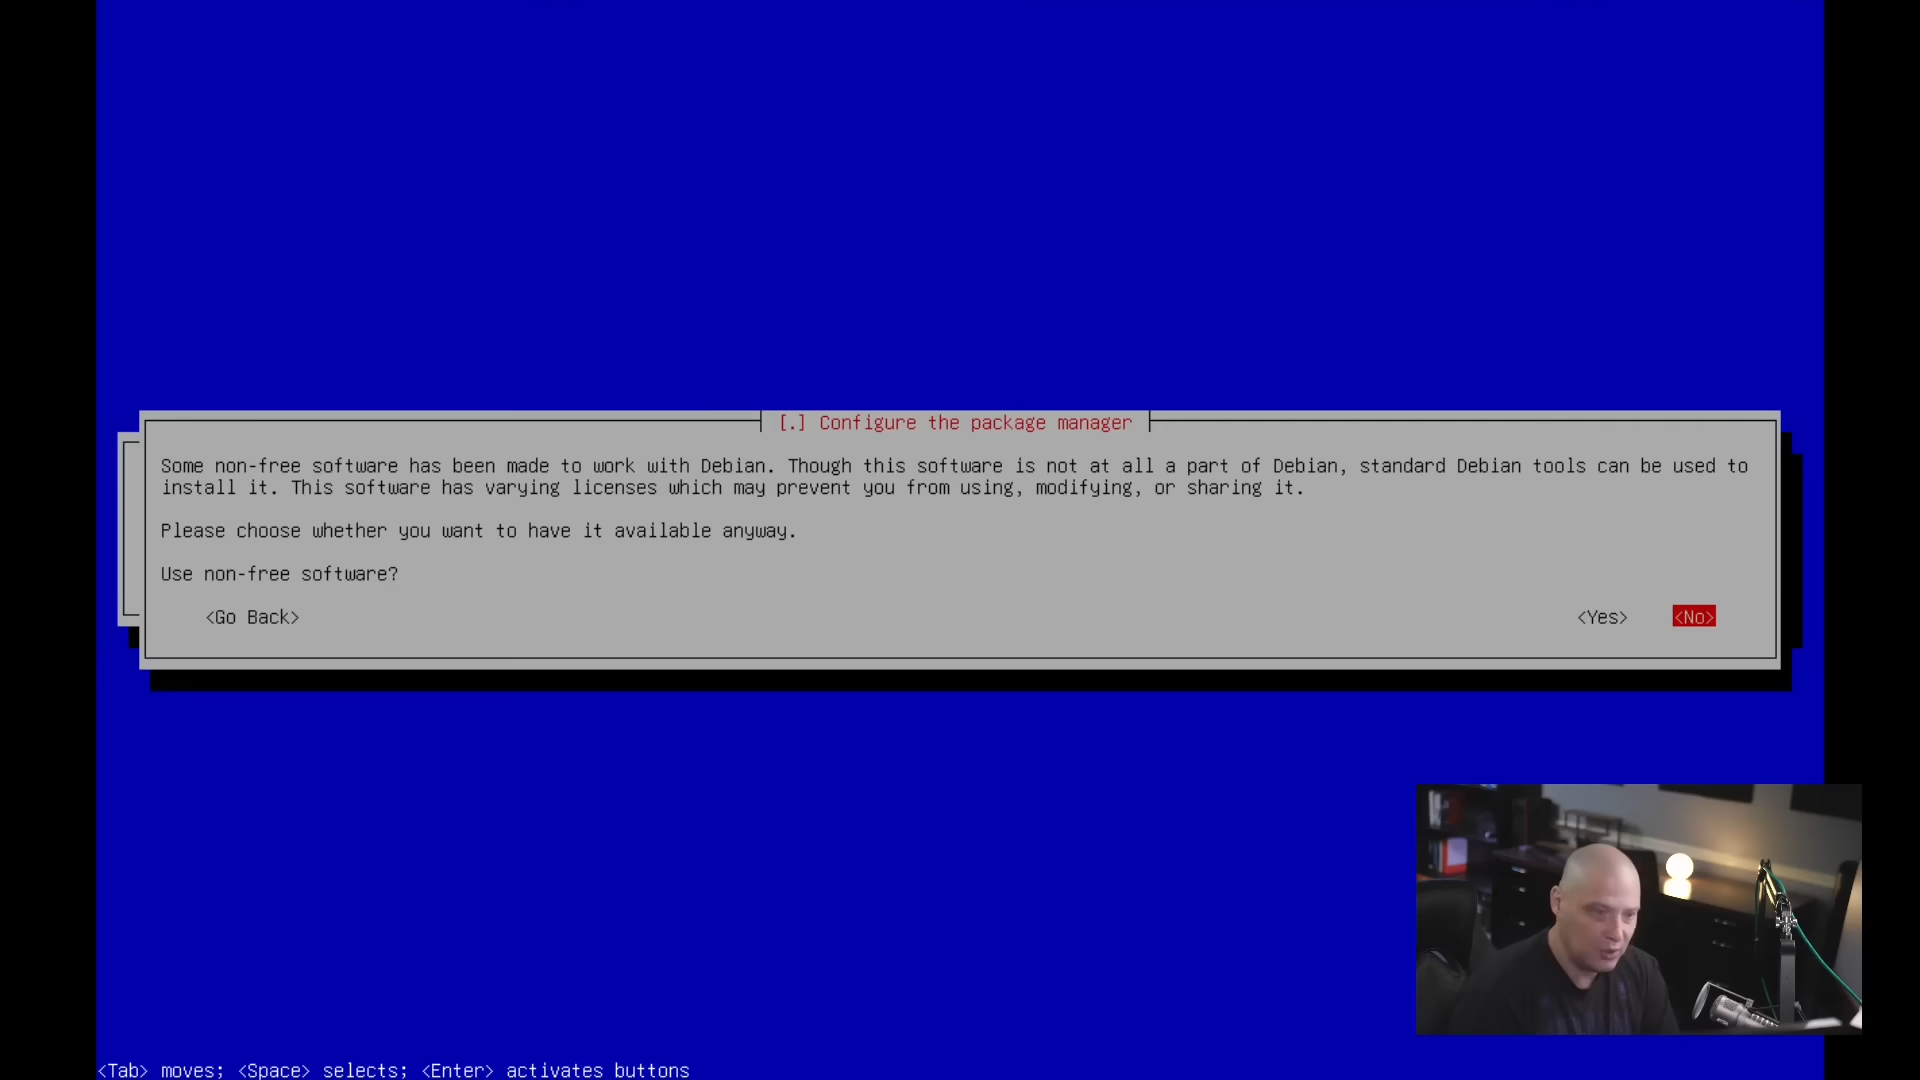 [.] Configure the package manager
Some non-free software has been made to work with Debian. Though this software is not at all a part of Debian, standard Debian tools can be used to
install it. This software has varying licenses which may prevent you from using, modifying, or sharing it.
Please choose whether you want to have it available anyway.
Use non-free software?
<Go Back> <Yes> <No>
<Tab> moves; <Space> selects; <Enter> activates buttons